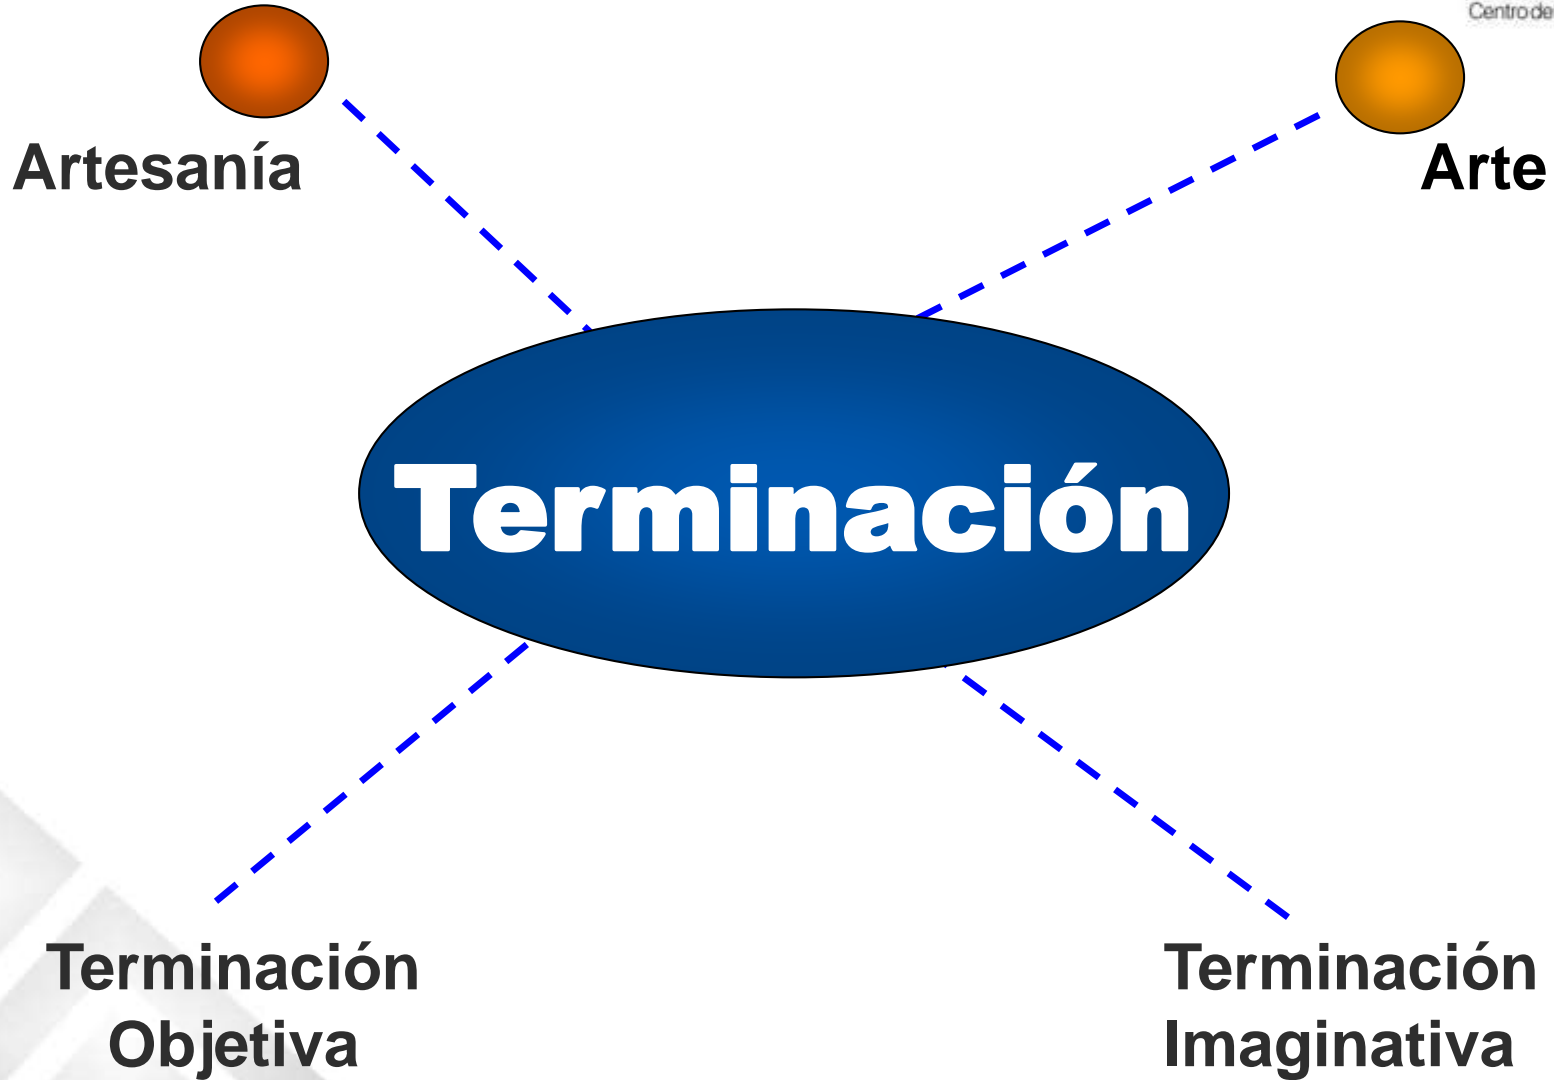 Centro de
Artesanía
Arte
Terminación
Terminación
Objetiva
Terminación
Imaginativa